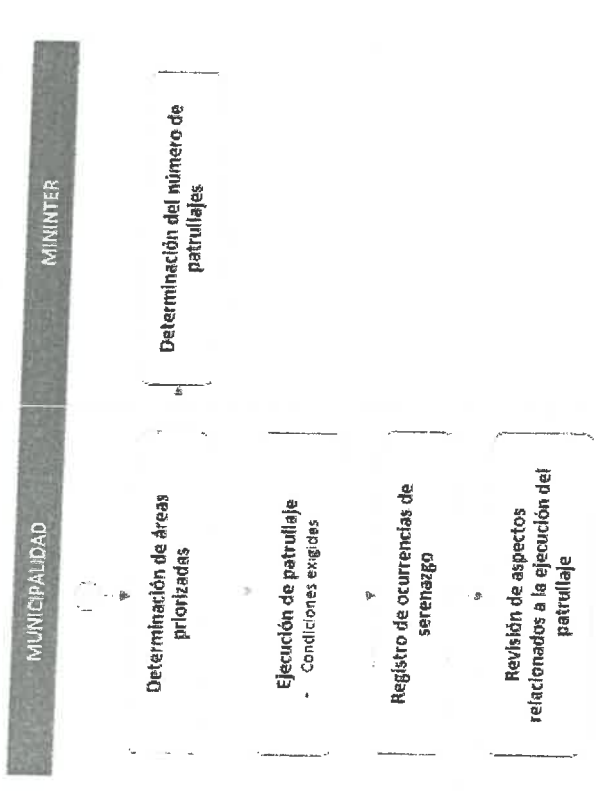 MUNICIPALIDAD
MININTER
Determinación de áreas
priorizadas
Determinación del número de
patrullajes
Ejecución de patrullaje
- Condiciones exigidas
Registro de ocurrencias de
serenazgo
Revisión de aspectos
relacionados a la ejecución del
patrullaje